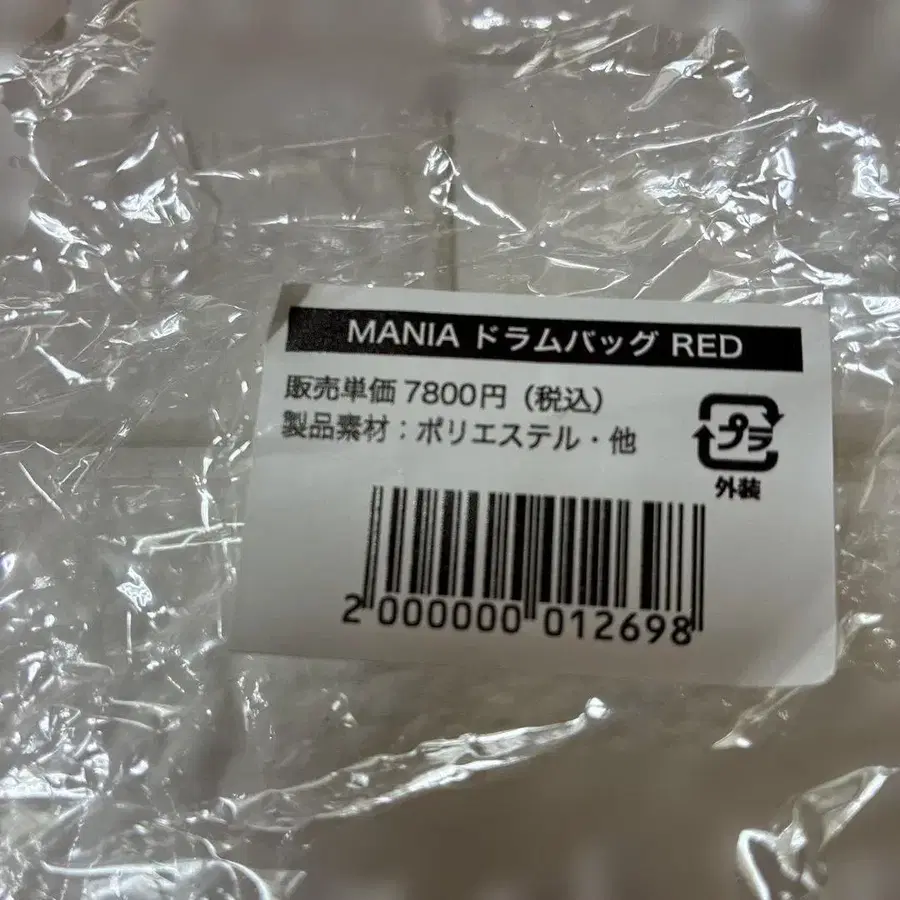 MANIA ドラムバッグ RED
販売単価 7800円（税込）
製品素材：ポリエステル・他
プラ
外装
2 000000 012698